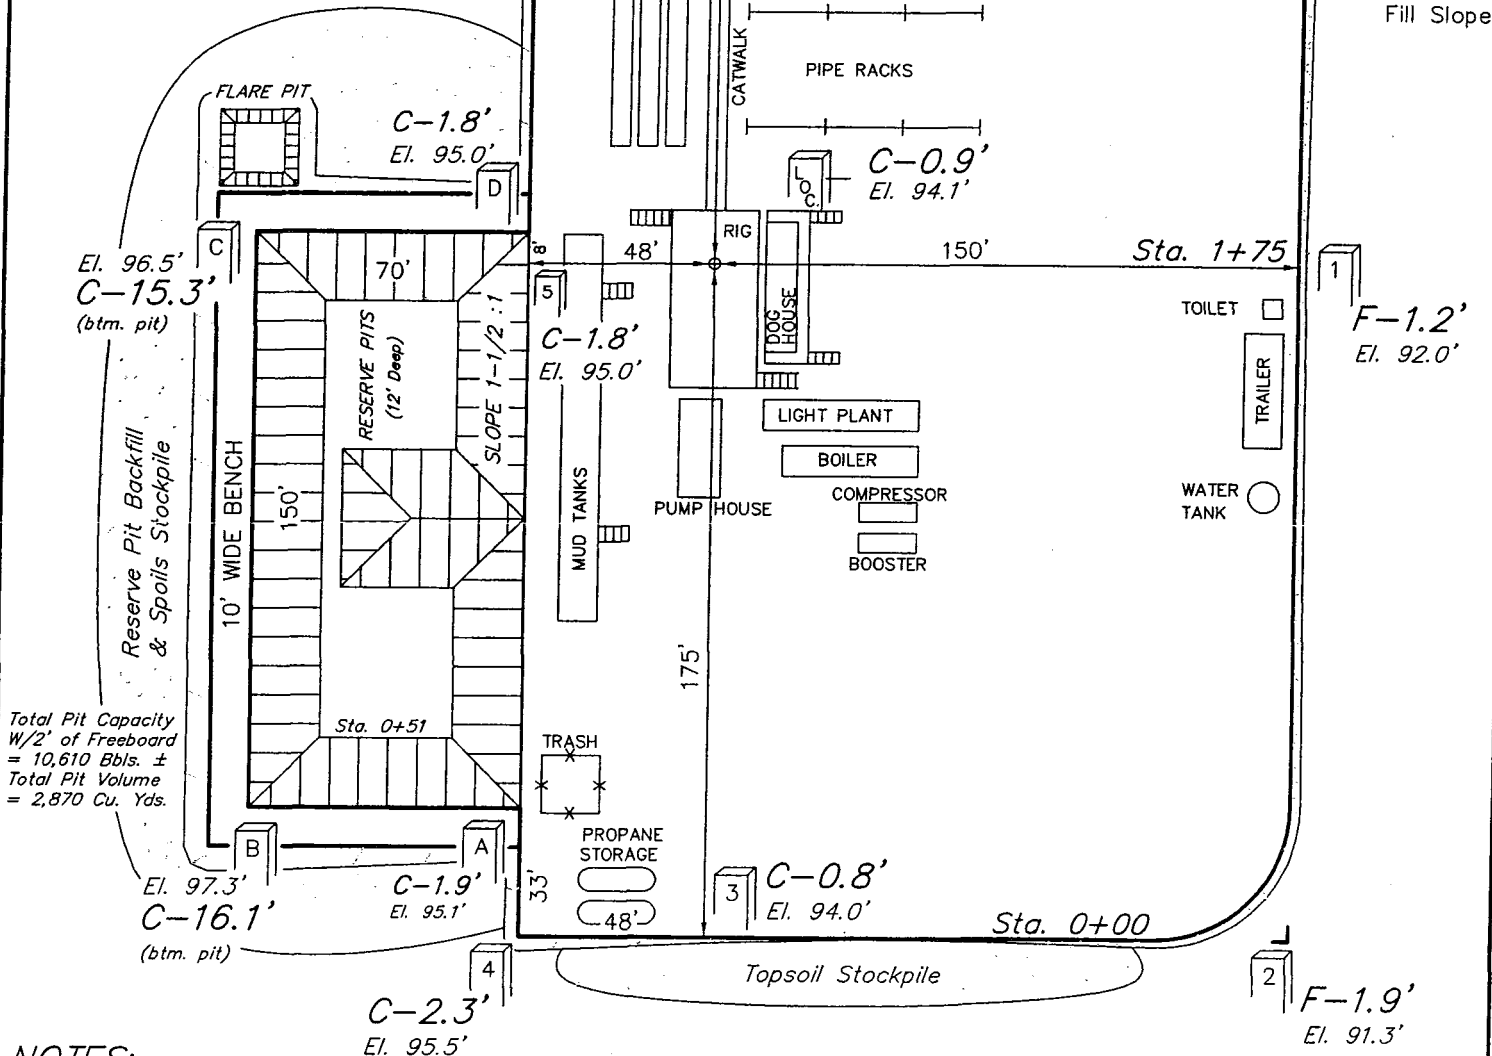 Fill Slope
CATWALK
PIPE RACKS
FLARE PIT
C-1.8'
El. 95.0'
D
L
O
C.
C-0.9'
El. 94.1'
C
El. 96.5'
C-15.3'
(btm. pit)
70'
8'
48'
RIG
150'
Sta. 1+75
1
5
C-1.8'
El. 95.0'
DOG
HOUSE
TOILET
F-1.2'
El. 92.0'
TRAILER
RESERVE PITS
(12' Deep)
SLOPE 1-1/2 :1
LIGHT PLANT
BOILER
COMPRESSOR
BOOSTER
PUMP HOUSE
MUD TANKS
WATER
TANK
Reserve Pit Backfill
& Spoils Stockpile
10' WIDE BENCH
150'
175'
Total Pit Capacity
W/2' of Freeboard
= 10,610 Bbls. ±
Total Pit Volume
= 2,870 Cu. Yds.
Sta. 0+51
TRASH
PROPANE
STORAGE
B
A
El. 97.3'
C-16.1'
(btm. pit)
C-1.9'
El. 95.1'
33'
48'
3
C-0.8'
El. 94.0'
Sta. 0+00
4
C-2.3'
El. 95.5'
Topsoil Stockpile
2
F-1.9'
El. 91.3'
NOTES: